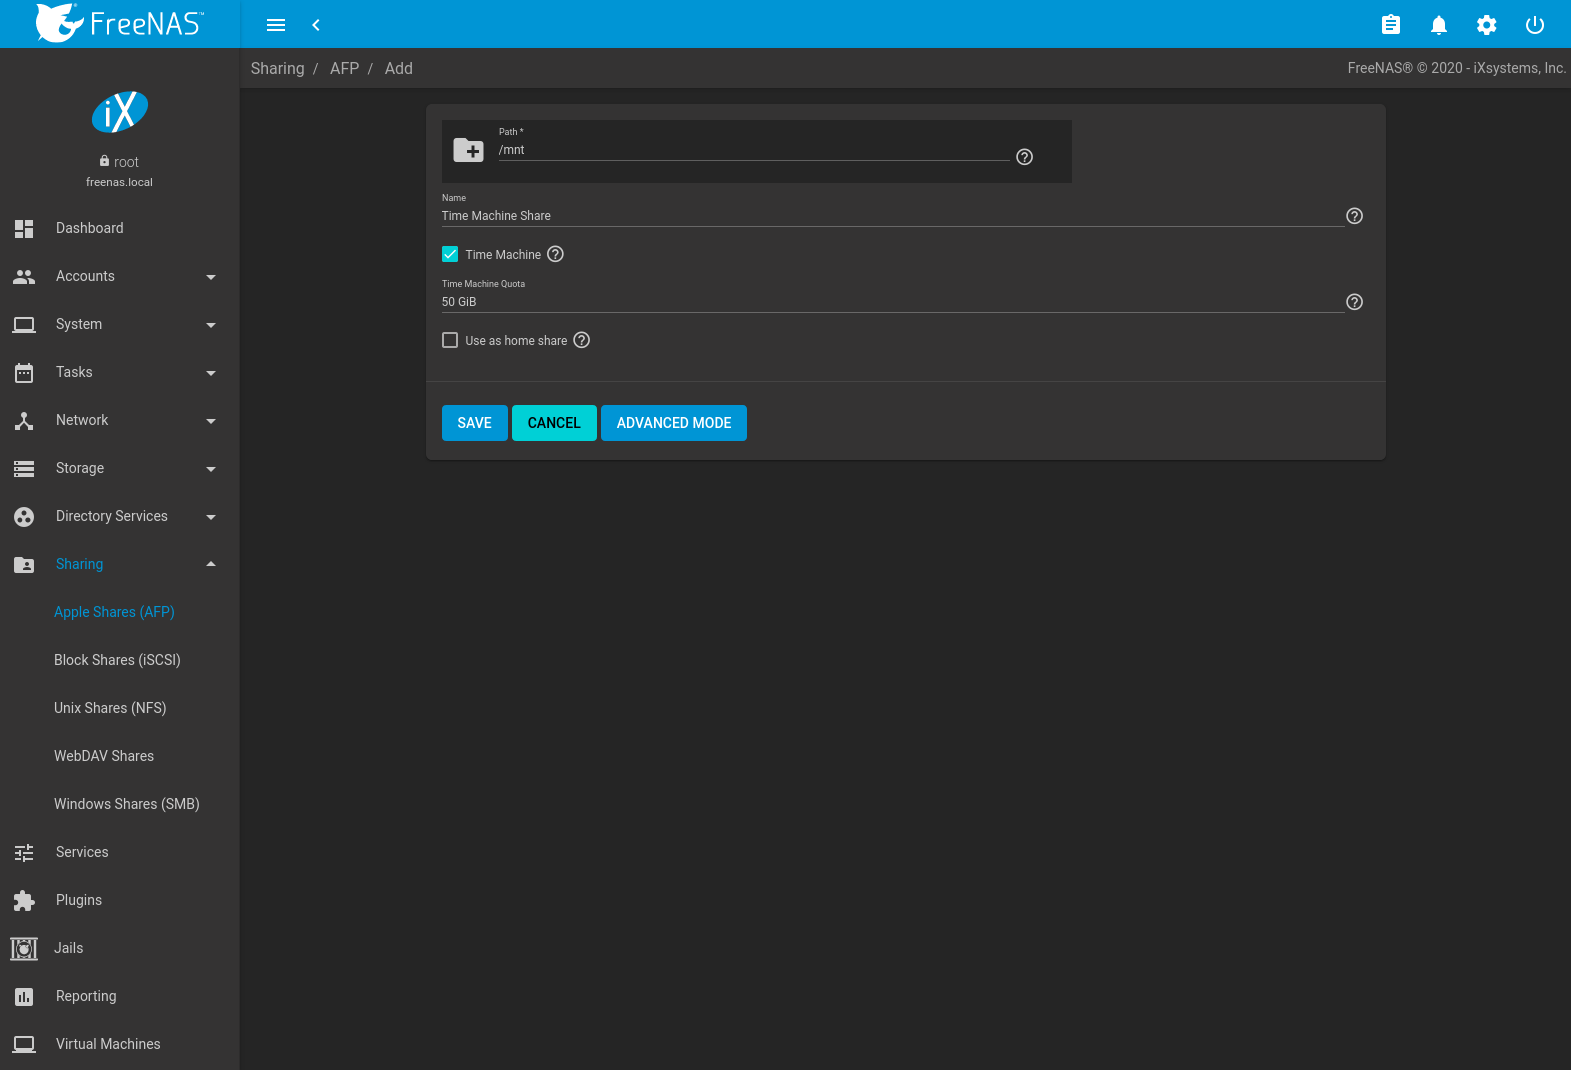 FreeNAS™
Sharing / AFP / Add
FreeNAS® © 2020 - iXsystems, Inc.
iX
root
freenas.local
Dashboard
Accounts
System
Tasks
Network
Storage
Directory Services
Sharing
Apple Shares (AFP)
Block Shares (iSCSI)
Unix Shares (NFS)
WebDAV Shares
Windows Shares (SMB)
Services
Plugins
Jails
Reporting
Virtual Machines
Path *
/mnt
Name
Time Machine Share
Time Machine
Time Machine Quota
50 GiB
Use as home share
SAVE CANCEL ADVANCED MODE